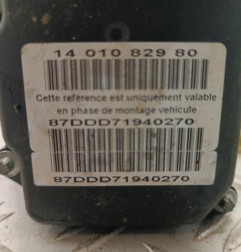 14 010 829 80
Cette reference est uniquement valable
en phase de montage vehicule
87DDD71940270
87DDD71940270